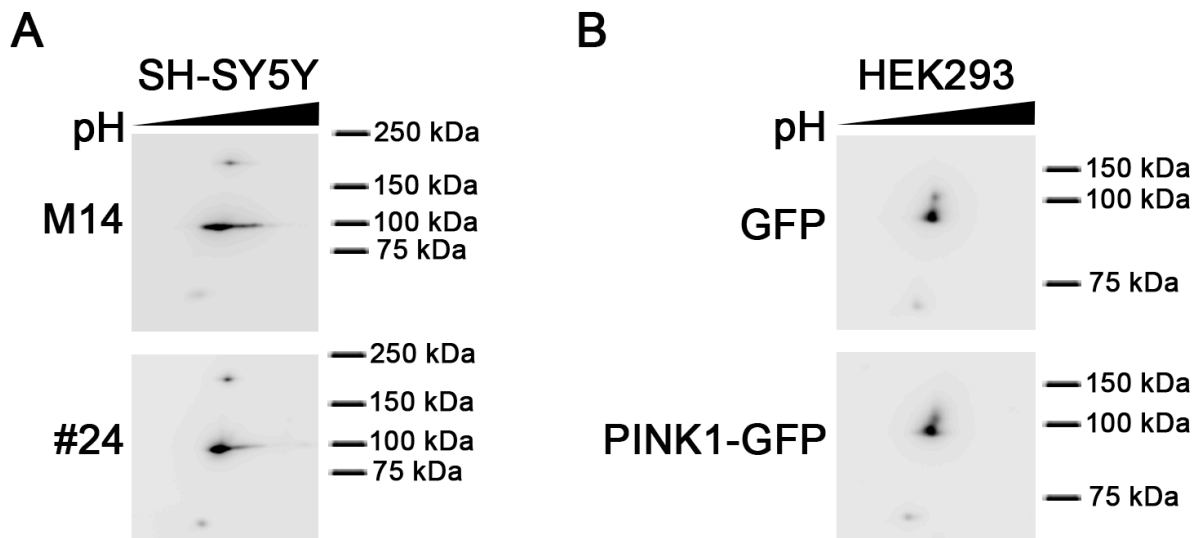 A
SH-SY5Y
pH
250 kDa
M14
150 kDa
100 kDa
75 kDa
#24
250 kDa
150 kDa
100 kDa
75 kDa
B
HEK293
pH
GFP
150 kDa
100 kDa
75 kDa
PINK1-GFP
150 kDa
100 kDa
75 kDa